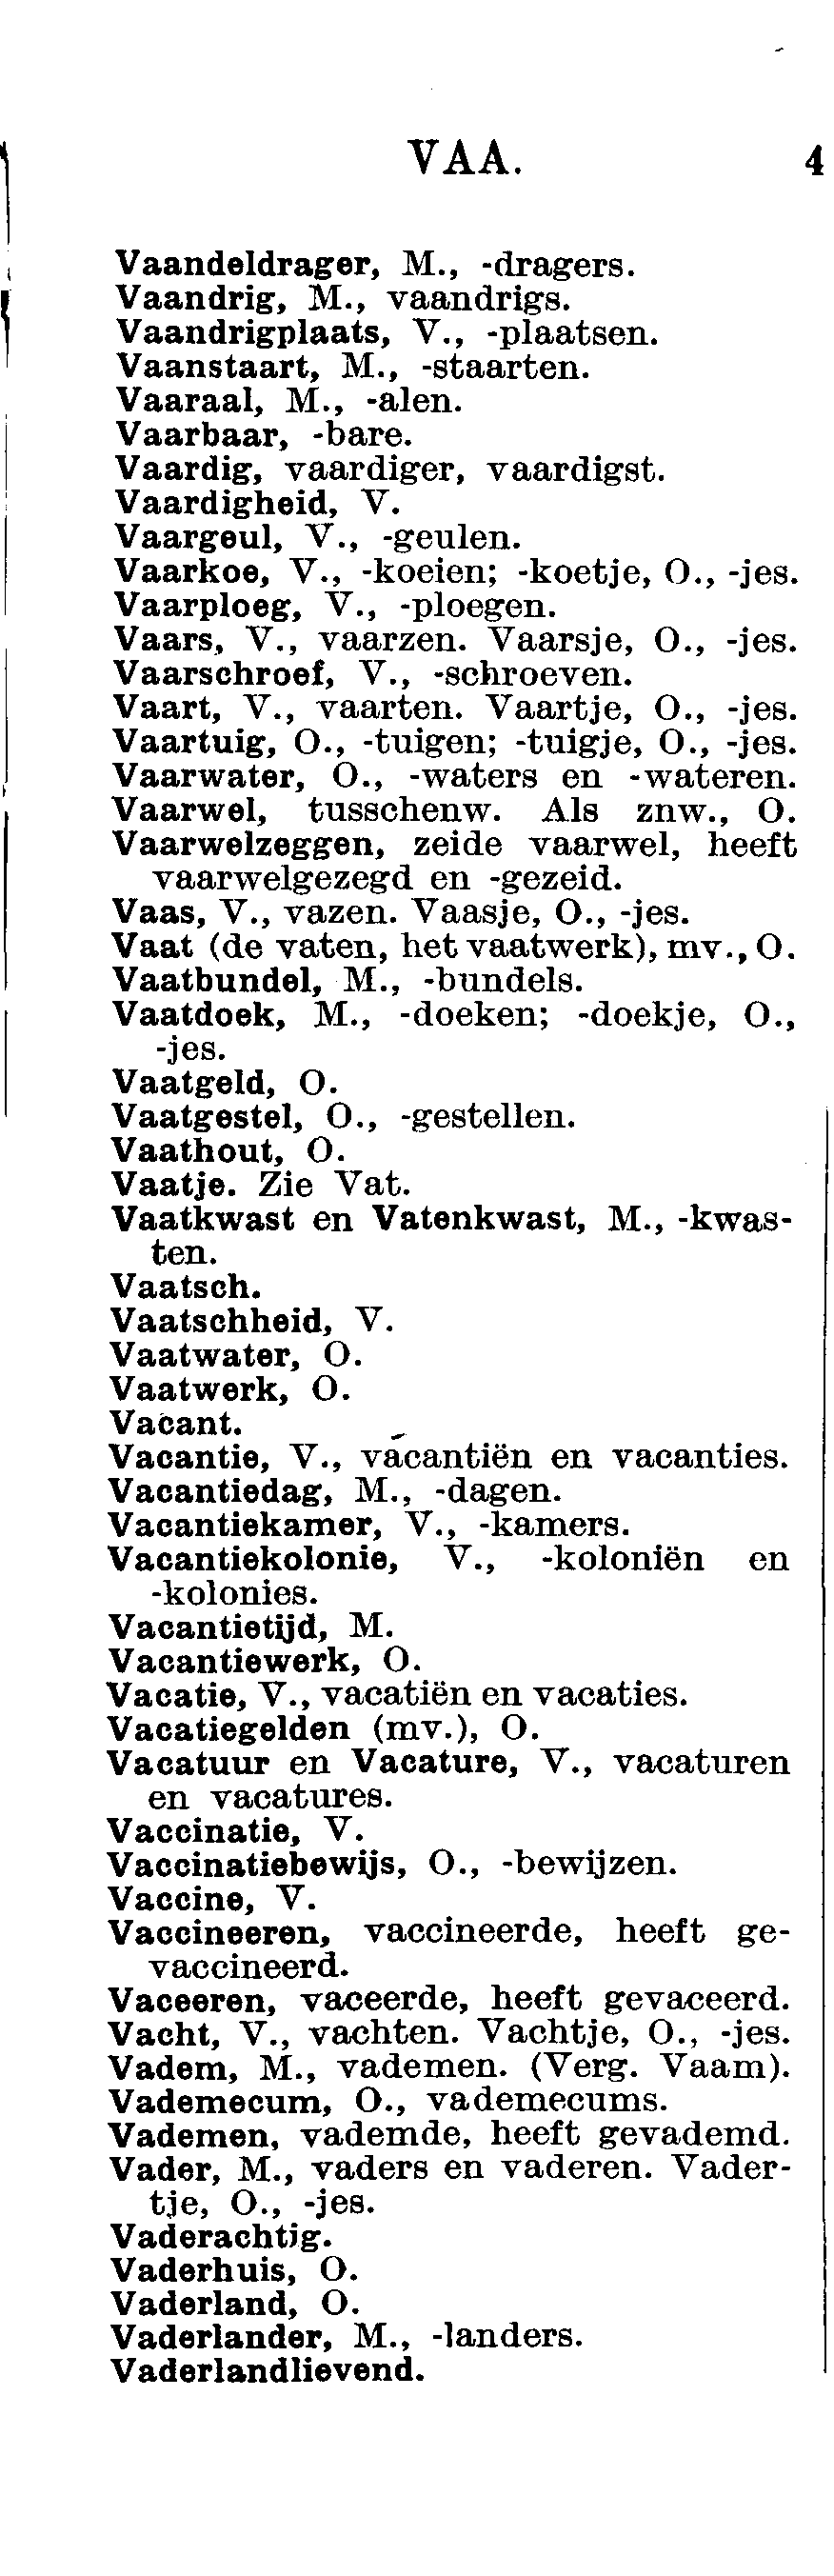 VAA. 4
Vaandeldrager, M., -dragers.
Vaandrig, M., vaandrigs.
Vaandrigplaats, V., -plaatsen.
Vaanstaart, M., -staarten.
Vaaraal, M., -alen.
Vaarbaar, -bare.
Vaardig, vaardiger, vaardigst.
Vaardigheid, V.
Vaargeul, V., -geulen.
Vaarkoe, V., -koeien; -koetje, O., -jes.
Vaarploeg, V., -ploegen.
Vaars, V., vaarzen. Vaarsje, O., -jes.
Vaarschroef, V., -schroeven.
Vaart, V., vaarten. Vaartje, O., -jes.
Vaartuig, O., -tuigen; -tuigje, O., -jes.
Vaarwater, O., -waters en -wateren.
Vaarwel, tusschenw. Als znw., O.
Vaarwelzeggen, zeide vaarwel, heeft
vaarwelgezegd en -gezeid.
Vaas, V., vazen. Vaasje, O., -jes.
Vaat (de vaten, het vaatwerk), mv., O.
Vaatbundel, M., -bundels.
Vaatdoek, M., -doeken; -doekje, O.,
-jes.
Vaatgeld, O.
Vaatgestel, O., -gestellen.
Vaathout, O.
Vaatje. Zie Vat.
Vaatkwast en Vatenkwast, M., -kwas-
ten.
Vaatsch.
Vaatschheid, V.
Vaatwater, O.
Vaatwerk, O.
Vacant.
Vacantie, V., vacantiën en vacanties.
Vacantiedag, M., -dagen.
Vacantiekamer, V., -kamers.
Vacantiekolonie, V., -koloniën en
-kolonies.
Vacantietijd, M.
Vacantiewerk, O.
Vacatie, V., vacatiën en vacaties.
Vacatiegelden (mv.), O.
Vacatuur en Vacature, V., vacaturen
en vacatures.
Vaccinatie, V.
Vaccinatiebewijs, O., -bewijzen.
Vaccine, V.
Vaccineeren, vaccineerde, heeft ge-
vaccineerd.
Vaceeren, vaceerde, heeft gevaceerd.
Vacht, V., vachten. Vachtje, O., -jes.
Vadem, M., vademen. (Verg. Vaam).
Vademecum, O., vademecums.
Vademen, vademde, heeft gevademd.
Vader, M., vaders en vaderen. Vader-
tje, O., -jes.
Vaderachtig.
Vaderhuis, O.
Vaderland, O.
Vaderlander, M., -landers.
Vaderlandlievend.